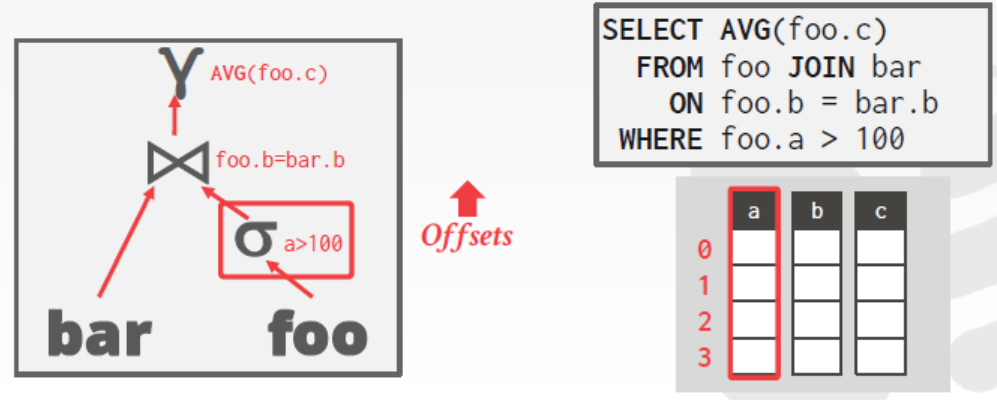 γ AVG(foo.c)
⋈ foo.b=bar.b
σ a>100
bar foo
Offsets
SELECT AVG(foo.c)
FROM foo JOIN bar
ON foo.b = bar.b
WHERE foo.a > 100
a b c
0
1
2
3